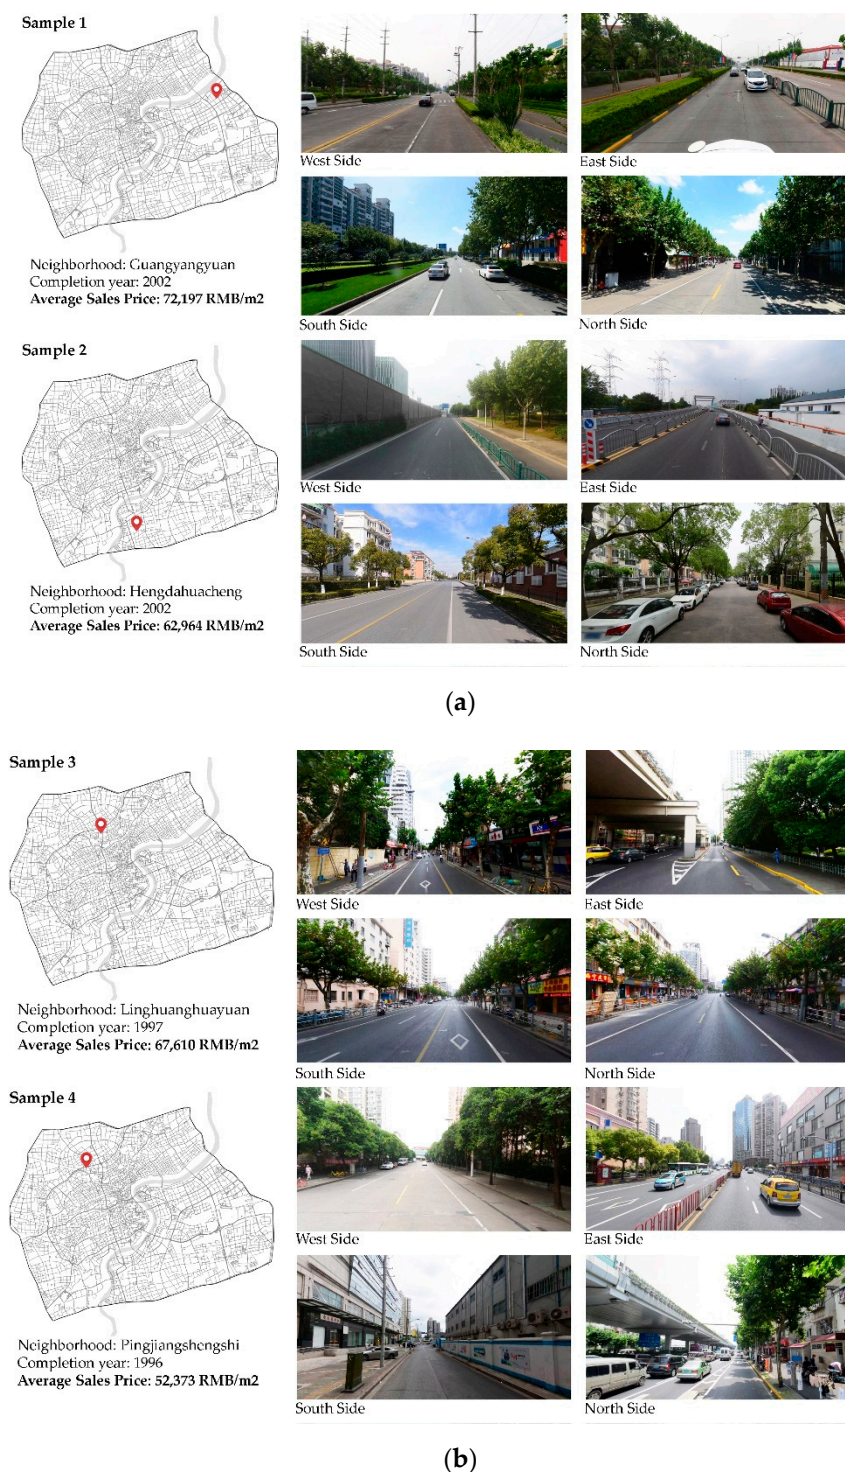 Sample 1
West Side
East Side
South Side
North Side
Neighborhood: Guangyangyuan
Completion year: 2002
Average Sales Price: 72,197 RMB/m2
Sample 2
West Side
East Side
South Side
North Side
Neighborhood: Hengdahuacheng
Completion year: 2002
Average Sales Price: 62,964 RMB/m2
(a)
Sample 3
West Side
East Side
South Side
North Side
Neighborhood: Linghuanghuayuan
Completion year: 1997
Average Sales Price: 67,610 RMB/m2
Sample 4
West Side
East Side
South Side
North Side
Neighborhood: Pingjiangshengshi
Completion year: 1996
Average Sales Price: 52,373 RMB/m2
(b)